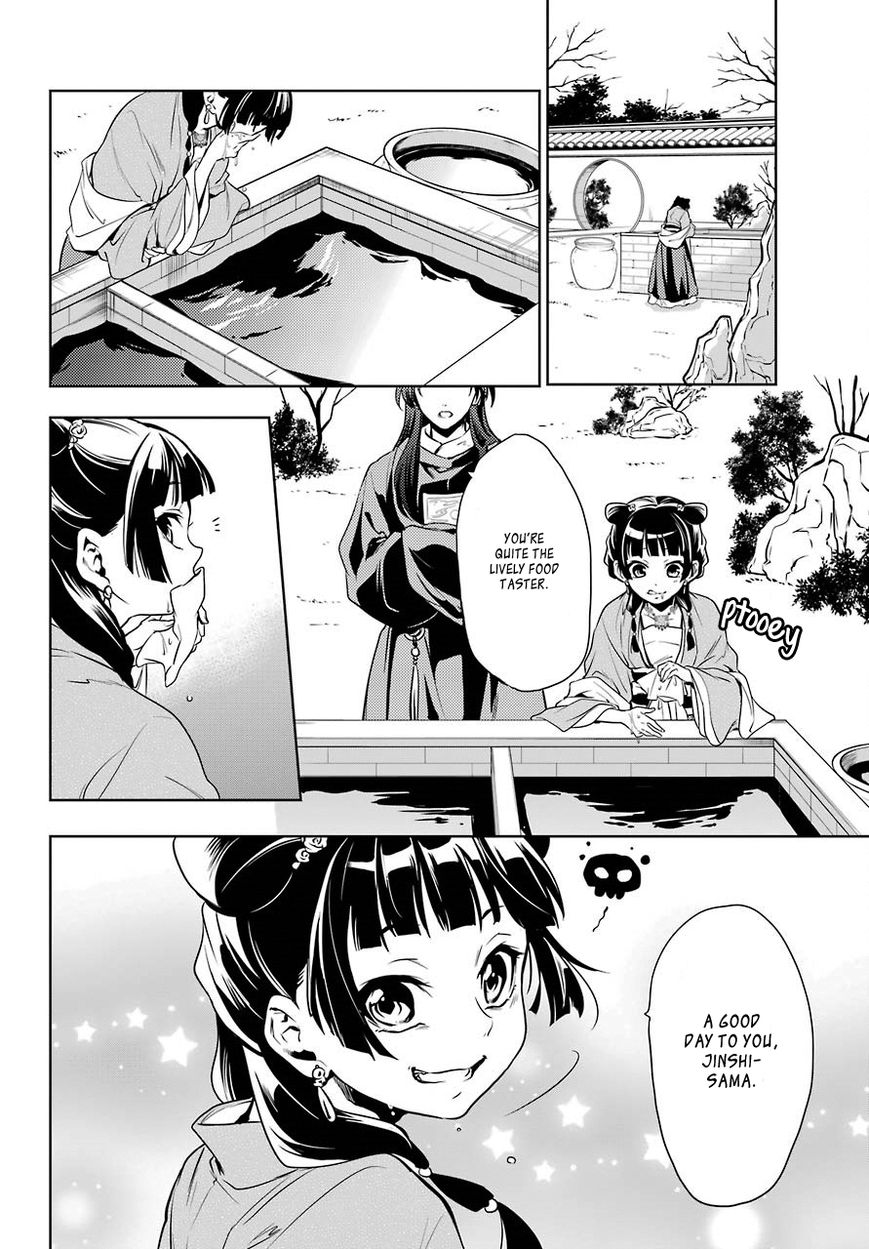 ptooey
YOU'RE
QUITE THE
LIVELY FOOD
TASTER.
A GOOD
DAY TO YOU,
JINSHI-
SAMA.